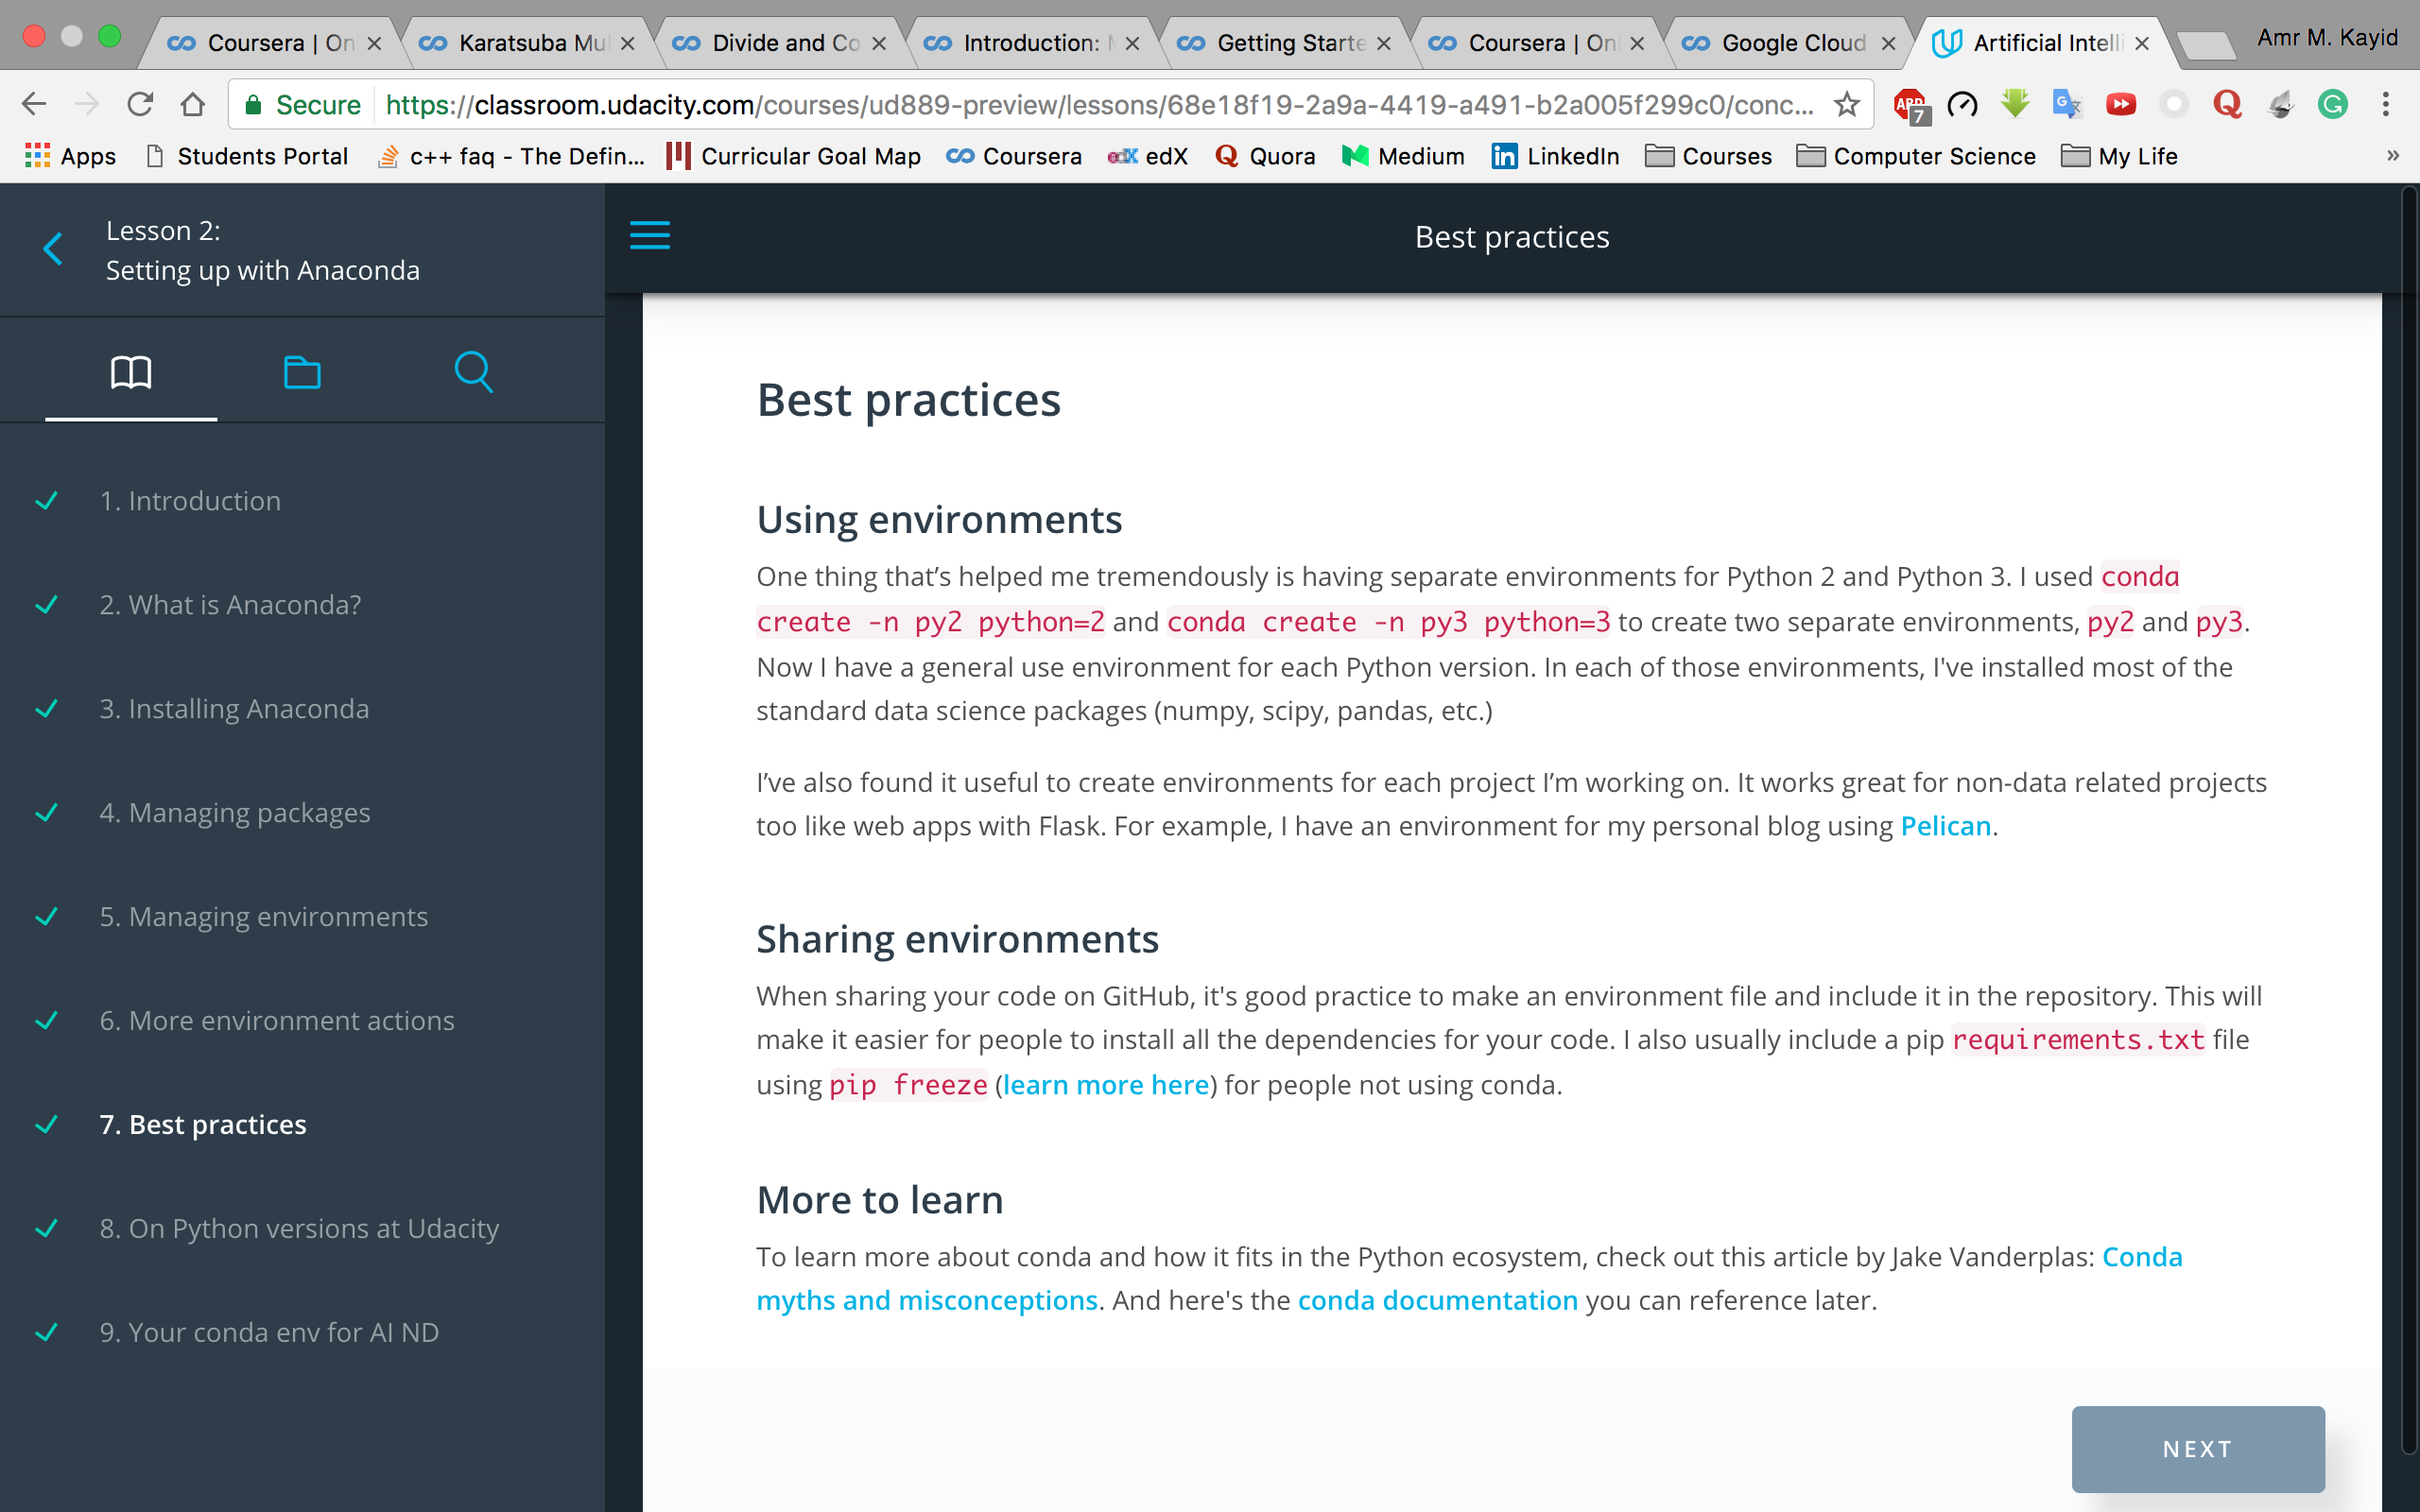 Coursera | On
Karatsuba Mul
Divide and Co
Introduction: M
Getting Starte
Coursera | Onl
Google Cloud
Artificial Intelli
Amr M. Kayid
Secure
https://classroom.udacity.com/courses/ud889-preview/lessons/68e18f19-2a9a-4419-a491-b2a005f299c0/conc...
ABP
7
Apps
Students Portal
c++ faq - The Defin...
Curricular Goal Map
Coursera
edX
Quora
Medium
LinkedIn
Courses
Computer Science
My Life
»
Lesson 2:
Setting up with Anaconda
1. Introduction
2. What is Anaconda?
3. Installing Anaconda
4. Managing packages
5. Managing environments
6. More environment actions
7. Best practices
8. On Python versions at Udacity
9. Your conda env for AI ND
Best practices
Best practices
Using environments
One thing that’s helped me tremendously is having separate environments for Python 2 and Python 3. I used conda
create -n py2 python=2 and conda create -n py3 python=3 to create two separate environments, py2 and py3.
Now I have a general use environment for each Python version. In each of those environments, I've installed most of the
standard data science packages (numpy, scipy, pandas, etc.)
I’ve also found it useful to create environments for each project I’m working on. It works great for non-data related projects
too like web apps with Flask. For example, I have an environment for my personal blog using Pelican.
Sharing environments
When sharing your code on GitHub, it's good practice to make an environment file and include it in the repository. This will
make it easier for people to install all the dependencies for your code. I also usually include a pip requirements.txt file
using pip freeze (learn more here) for people not using conda.
More to learn
To learn more about conda and how it fits in the Python ecosystem, check out this article by Jake Vanderplas: Conda
myths and misconceptions. And here's the conda documentation you can reference later.
NEXT